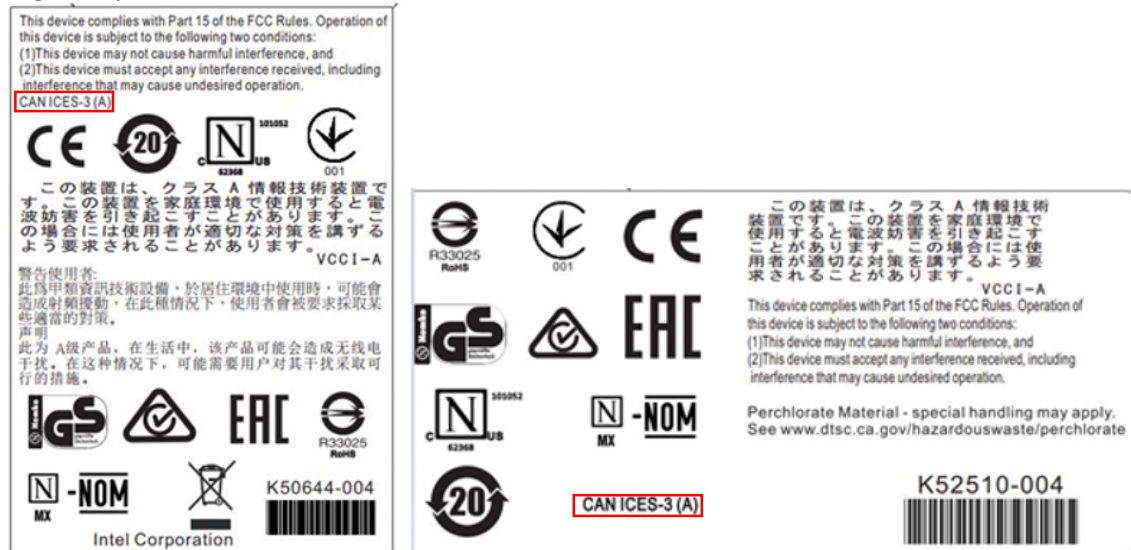 This device complies with Part 15 of the FCC Rules. Operation of
this device is subject to the following two conditions:
(1)This device may not cause harmful interference, and
(2)This device must accept any interference received, including
interference that may cause undesired operation.
CAN ICES-3 (A)
CE
20
N
101052
C
US
62368
001
この装置は、クラス A 情報技術装置で
す。この装置を家庭環境で使用すると電
波妨害を引き起こすことがあります。こ
の場合には使用者が適切な対策を講ずる
よう要求されることがあります。
VCCI-A
警告使用者:
此爲甲類資訊技術設備，於居住環境中使用時，可能會
造成射頻擾動，在此種情況下，使用者會被要求採取某
些適當的對策。
声明
此为 A级产品，在生活中，该产品可能会造成无线电
干扰。在这种情况下，可能需要用户对其干扰采取可
行的措施。
Nemko
GS
geprüfte
Sicherheit
EAC
R33025
RoHS
N
MX
-NOM
K50644-004
Intel Corporation
R33025
RoHS
001
CE
Nemko
GS
geprüfte
Sicherheit
EAC
N
101052
C
US
62368
N
MX
-NOM
20
CAN ICES-3 (A)
この装置は、クラス A 情報技術
装置です。この装置を家庭環境で
使用すると電波妨害を引き起こす
ことがあります。この場合には使
用者が適切な対策を講ずるよう要
求されることがあります。
VCCI-A
This device complies with Part 15 of the FCC Rules. Operation of
this device is subject to the following two conditions:
(1)This device may not cause harmful interference, and
(2)This device must accept any interference received, including
interference that may cause undesired operation.
Perchlorate Material - special handling may apply.
See www.dtsc.ca.gov/hazardouswaste/perchlorate
K52510-004